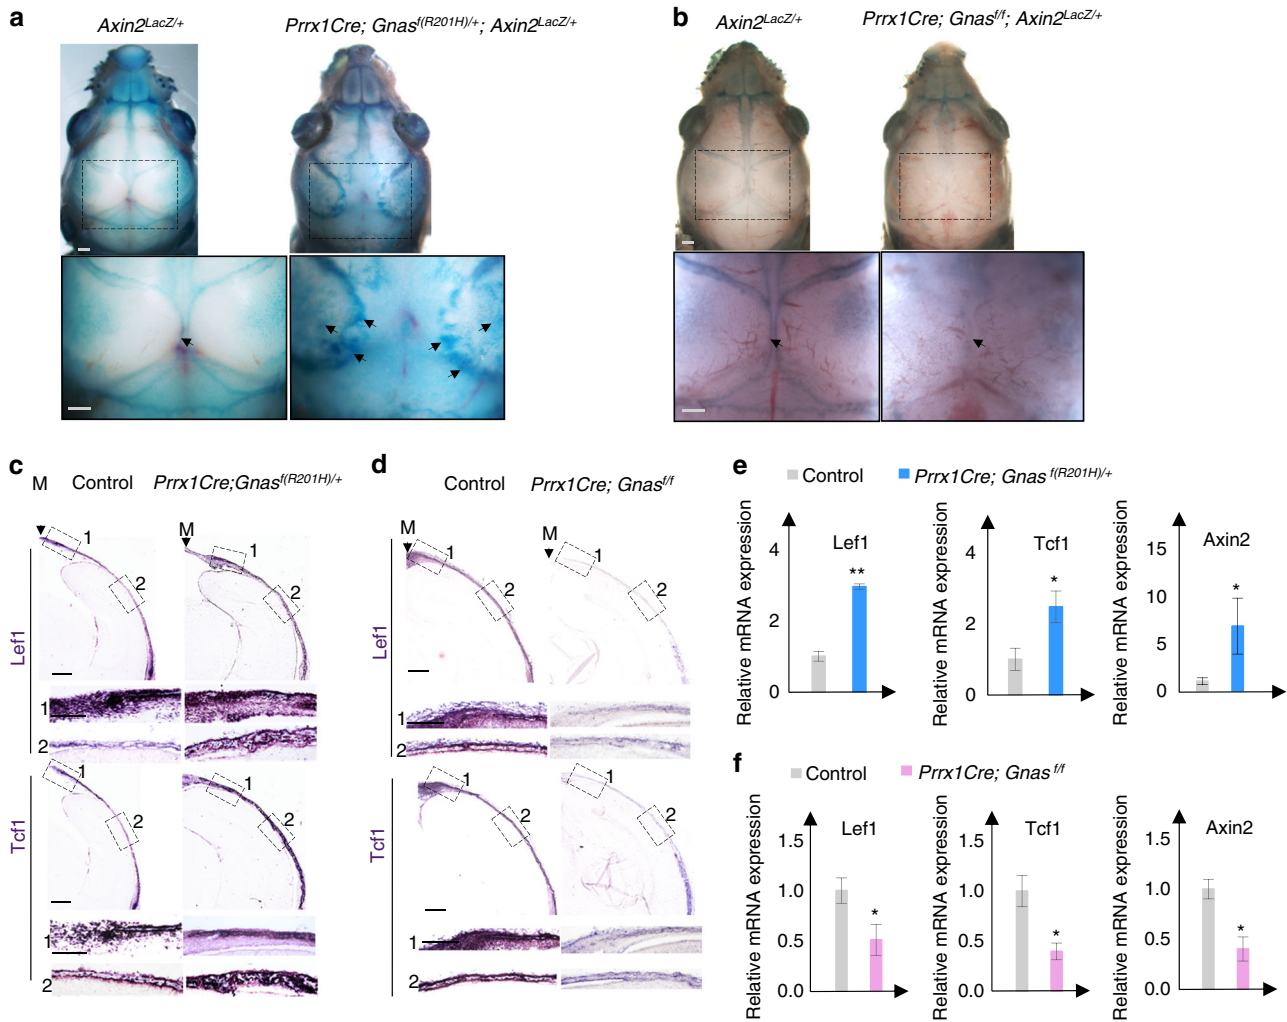 a
Axin2LacZ/+
Prrx1Cre; Gnasf(R201H)/+; Axin2LacZ/+
b
Axin2LacZ/+
Prrx1Cre; Gnasf/f; Axin2LacZ/+
c
M
Control
Prrx1Cre;Gnasf(R201H)/+
M
1
2
1
2
Lef1
1
2
1
2
1
2
Tcf1
1
2
d
Control
Prrx1Cre; Gnasf/f
M
M
1
2
1
2
Lef1
1
2
1
2
1
2
Tcf1
1
2
e
Control
Prrx1Cre; Gnas f(R201H)/+
Relative mRNA expression
4
2
0
Lef1
**
Relative mRNA expression
4
2
0
Tcf1
*
Relative mRNA expression
15
10
5
0
Axin2
*
f
Control
Prrx1Cre; Gnas f/f
Relative mRNA expression
1.5
1.0
0.5
0.0
Lef1
*
Relative mRNA expression
1.5
1.0
0.5
0.0
Tcf1
*
Relative mRNA expression
1.5
1.0
0.5
0.0
Axin2
*